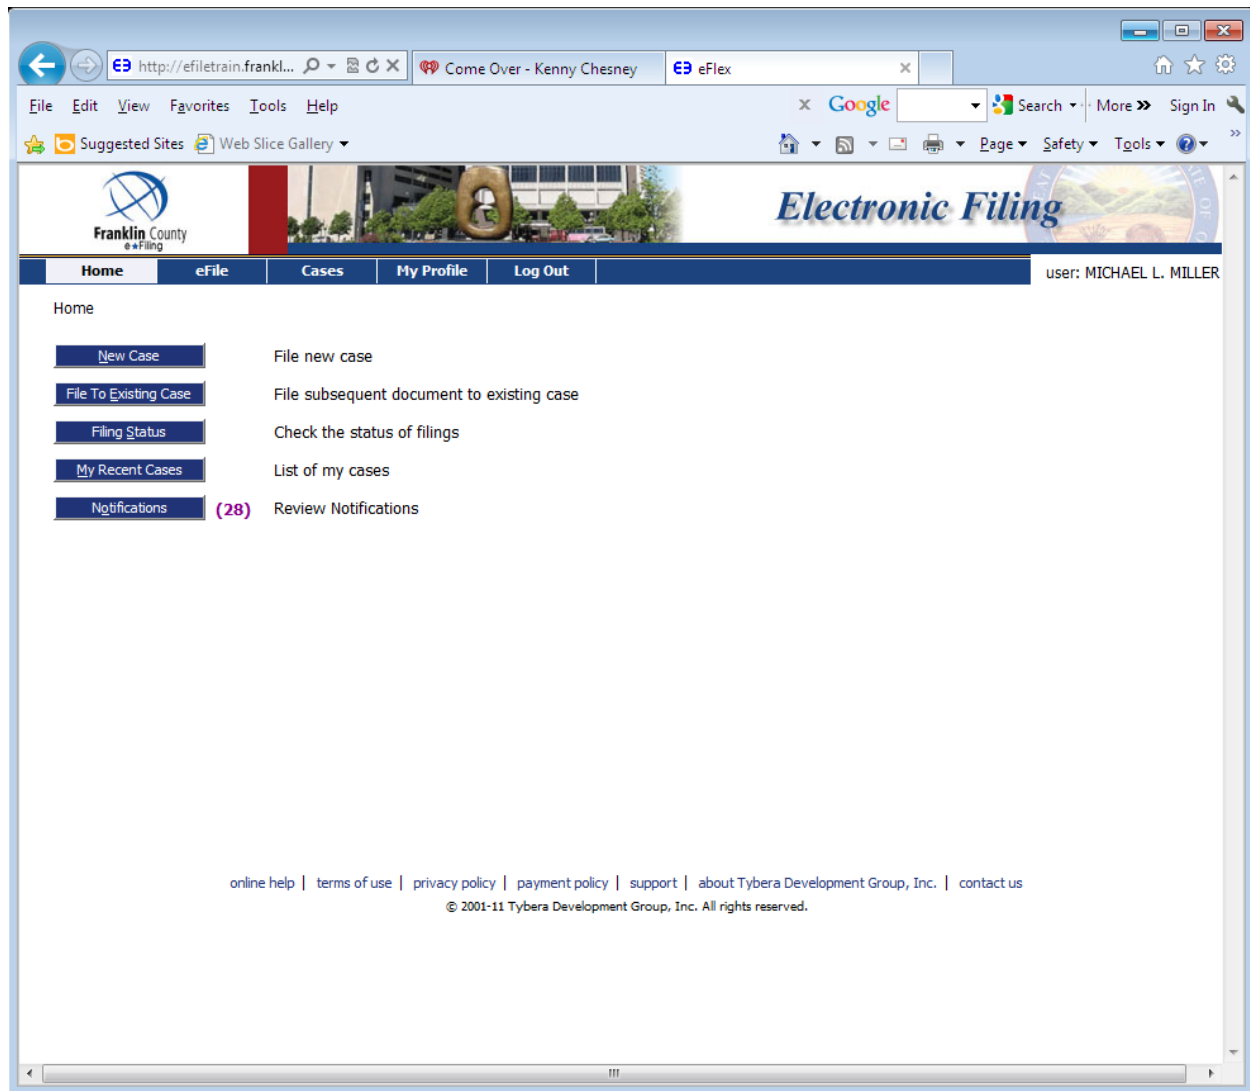 http://efiletrain.frankl...
Come Over - Kenny Chesney
eFlex
File Edit View Favorites Tools Help
x Google Search More » Sign In
Suggested Sites Web Slice Gallery
Page Safety Tools
Franklin County
e★Filing
Electronic Filing
Home eFile Cases My Profile Log Out
user: MICHAEL L. MILLER
Home
New Case File new case
File To Existing Case File subsequent document to existing case
Filing Status Check the status of filings
My Recent Cases List of my cases
Notifications (28) Review Notifications
online help | terms of use | privacy policy | payment policy | support | about Tybera Development Group, Inc. | contact us
© 2001-11 Tybera Development Group, Inc. All rights reserved.